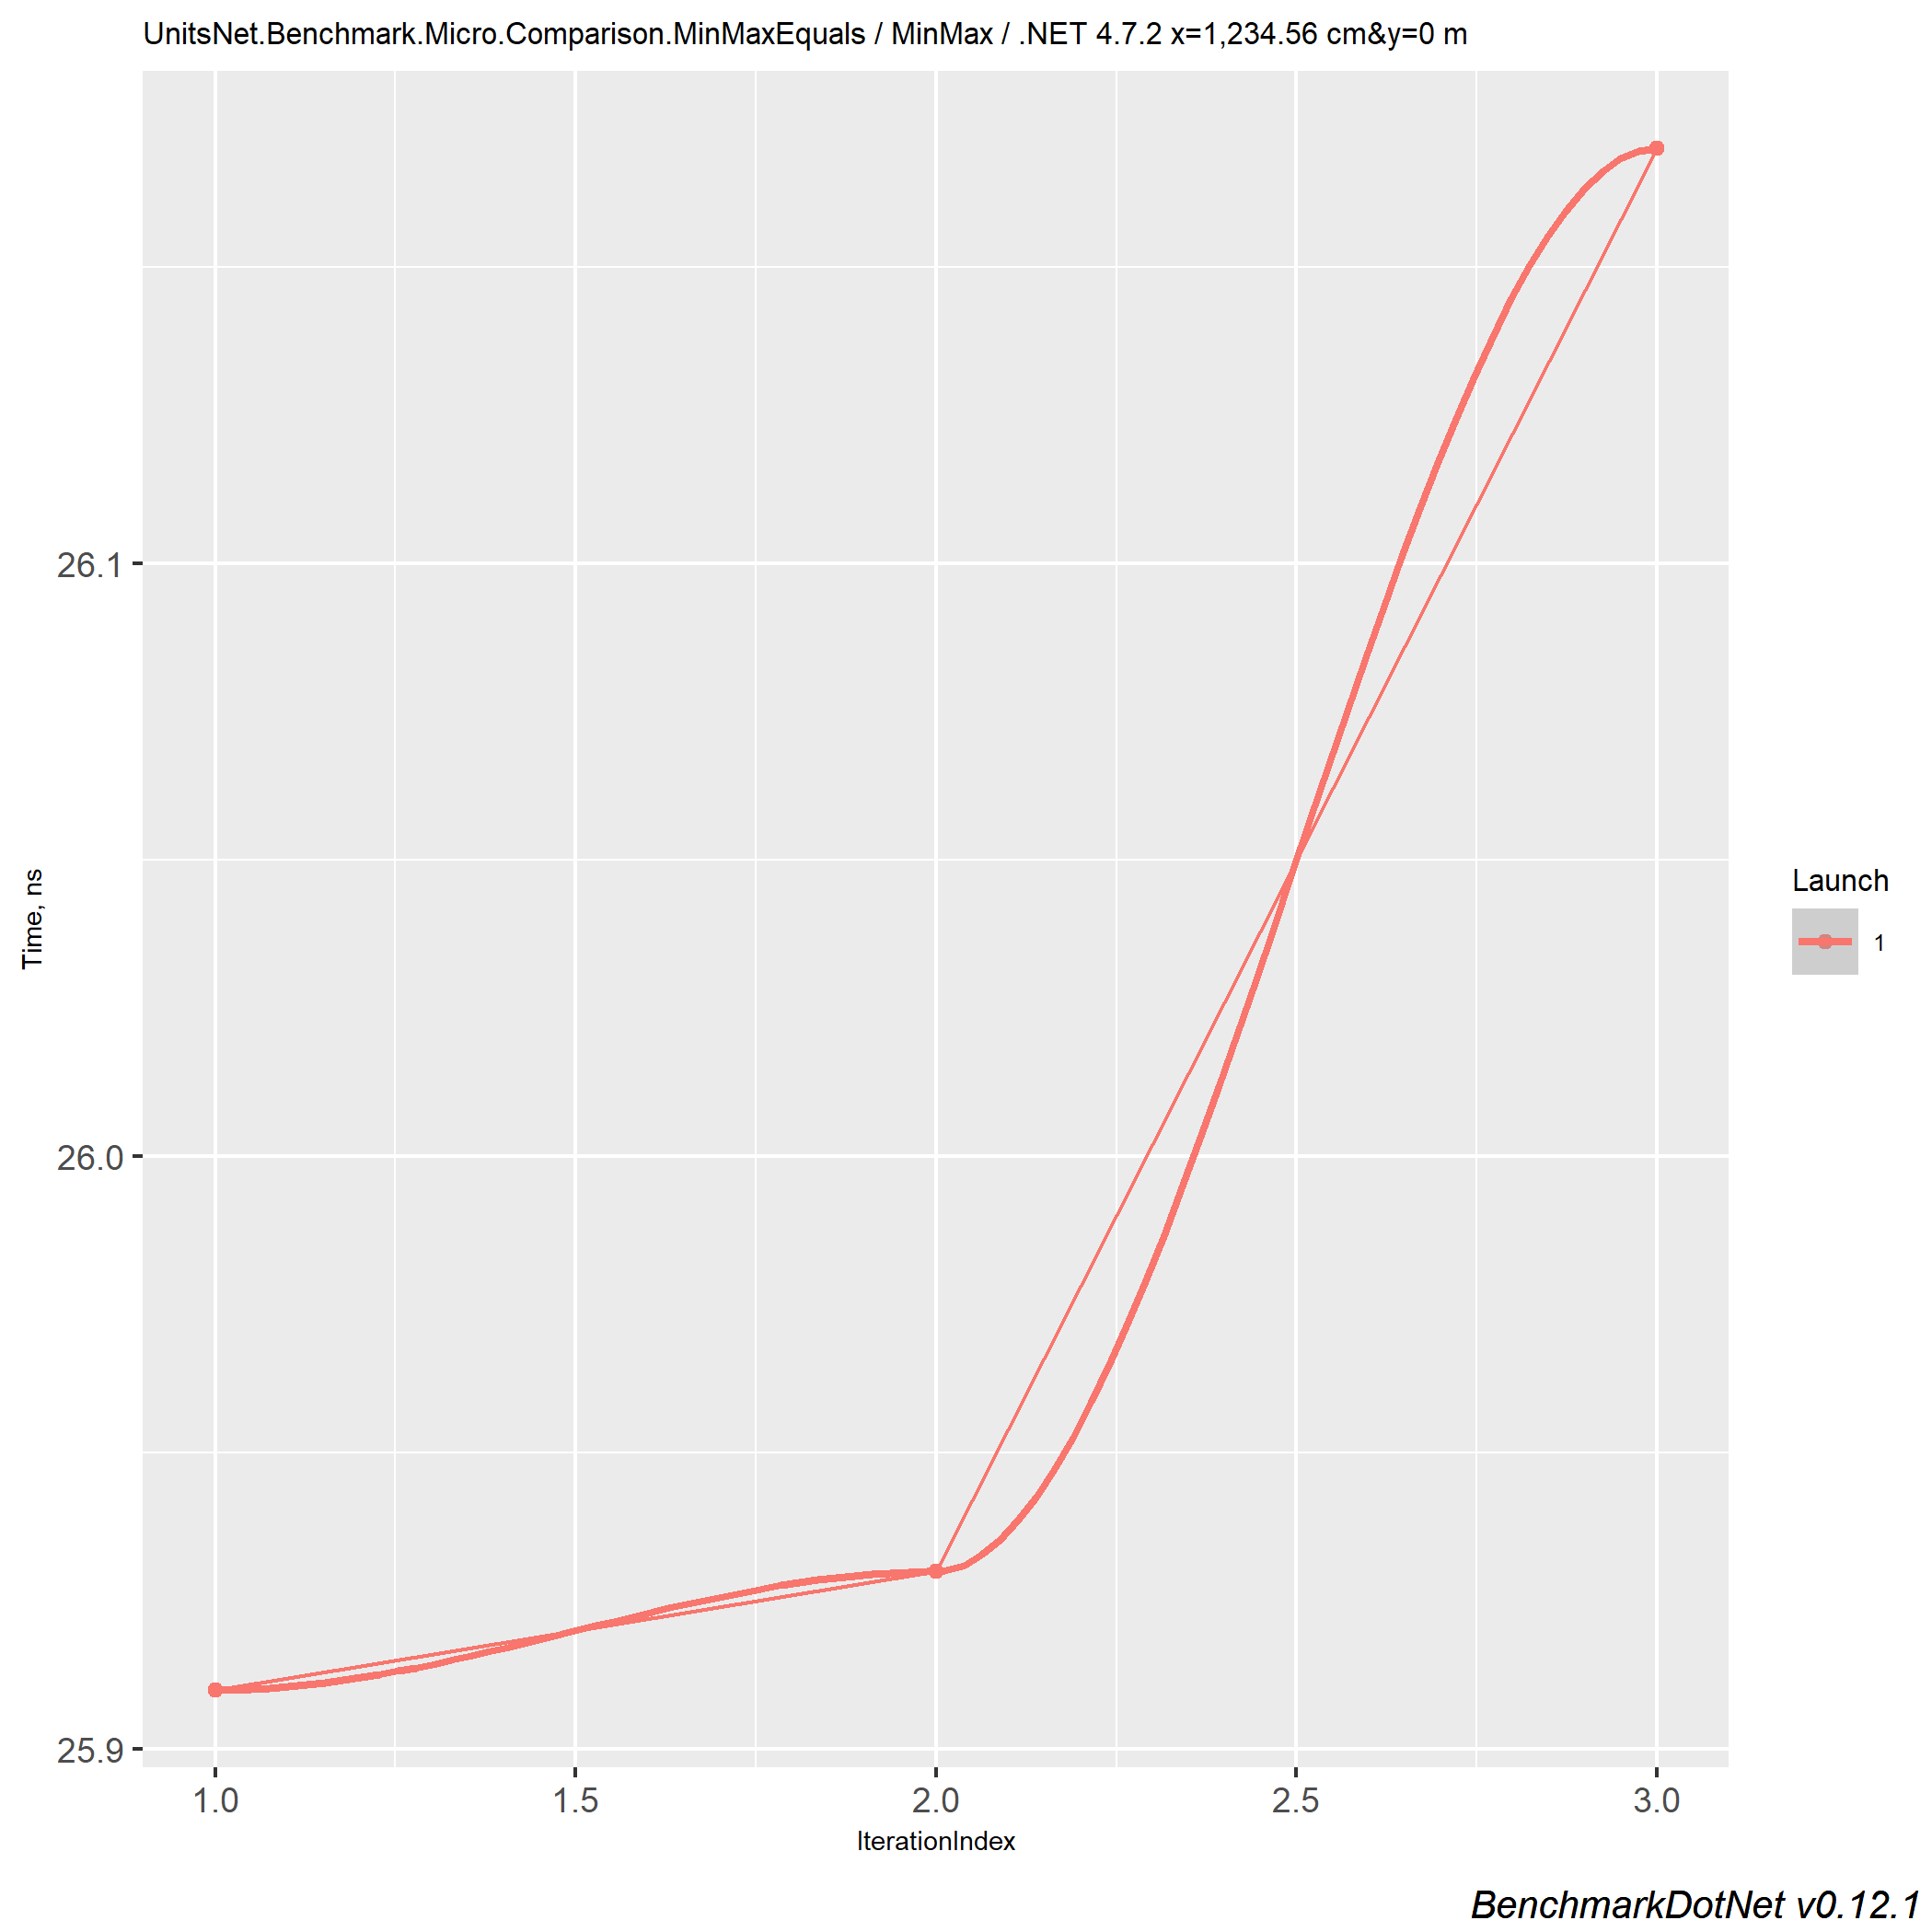 UnitsNet.Benchmark.Micro.Comparison.MinMaxEquals / MinMax / .NET 4.7.2 x=1,234.56 cm&y=0 m
26.1
26.0
25.9
Time, ns
1.0 1.5 2.0 2.5 3.0
IterationIndex
Launch
1
BenchmarkDotNet v0.12.1